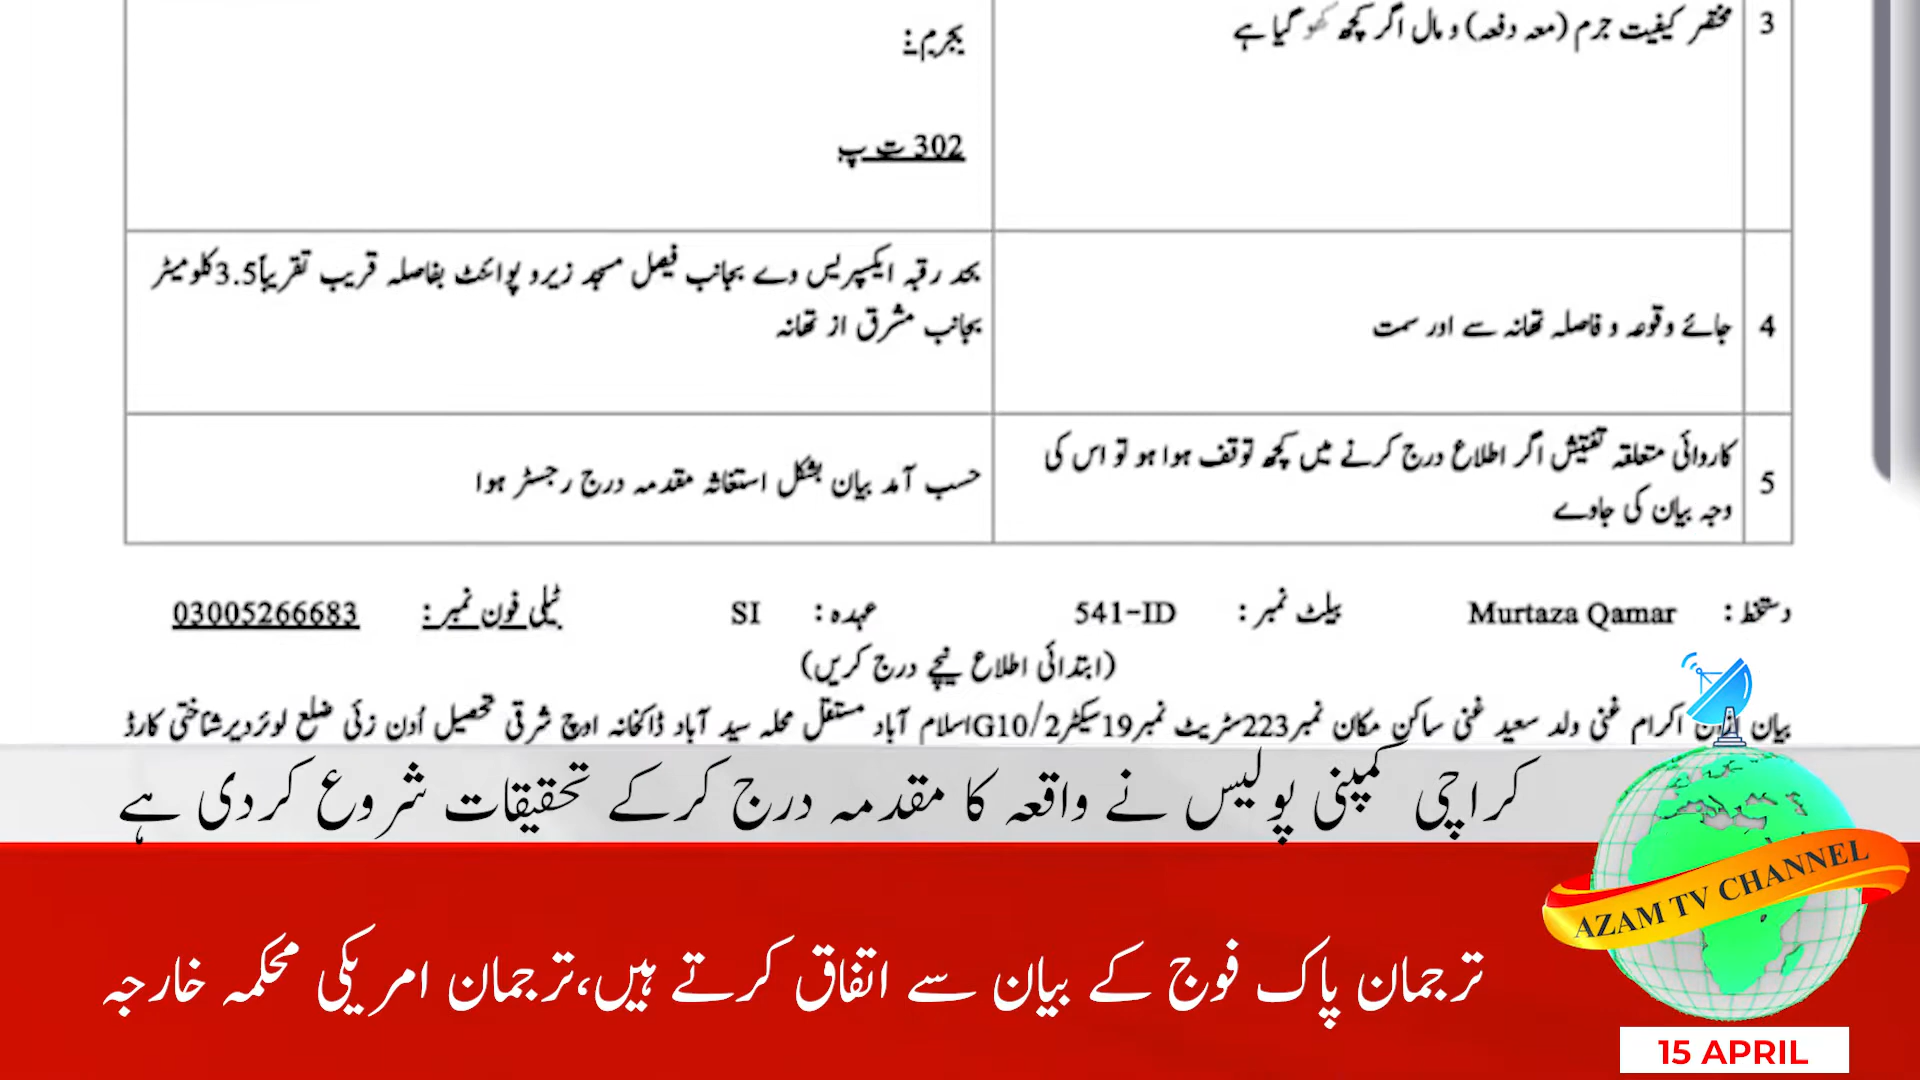 3 مختصر کیفیت جرم (معہ دفعہ) و مال اگر کچھ کھو گیا ہے
بجرم:
302 ت پ
4 جائے وقوعہ و فاصلہ تھانہ سے اور سمت
بحد رقبہ ایکسپریس وے بجانب فیصل مسجد زیرو پوائنٹ بفاصلہ قریب تقریباً3.5کلومیٹر
بجانب مشرق از تھانہ
5 کاروائی متعلقہ تفتیش اگر اطلاع درج کرنے میں کچھ توقف ہوا ہو تو اس کی
وجہ بیان کی جاوے
حسب آمد بیان بشکل استغاثہ مقدمہ درج رجسٹر ہوا
دستخط: Murtaza Qamar بیلٹ نمبر: 541-ID عہدہ: SI ٹیلی فون نمبر: 03005266683
(ابتدائی اطلاع نیچے درج کریں)
بیان ازاں اکرام غنی ولد سعید غنی ساکن مکان نمبر223سٹریٹ نمبر19سیکٹرG10/2اسلام آباد مستقل محلہ سید آباد ڈاکخانہ اوچ شرقی تحصیل اُدن زئی ضلع لوئردیرشناختی کارڈ
کراچی کمپنی پولیس نے واقعہ کا مقدمہ درج کرکے تحقیقات شروع کردی ہے
AZAM TV CHANNEL
ترجمان پاک فوج کے بیان سے اتفاق کرتے ہیں،ترجمان امریکی محکمہ خارجہ
15 APRIL